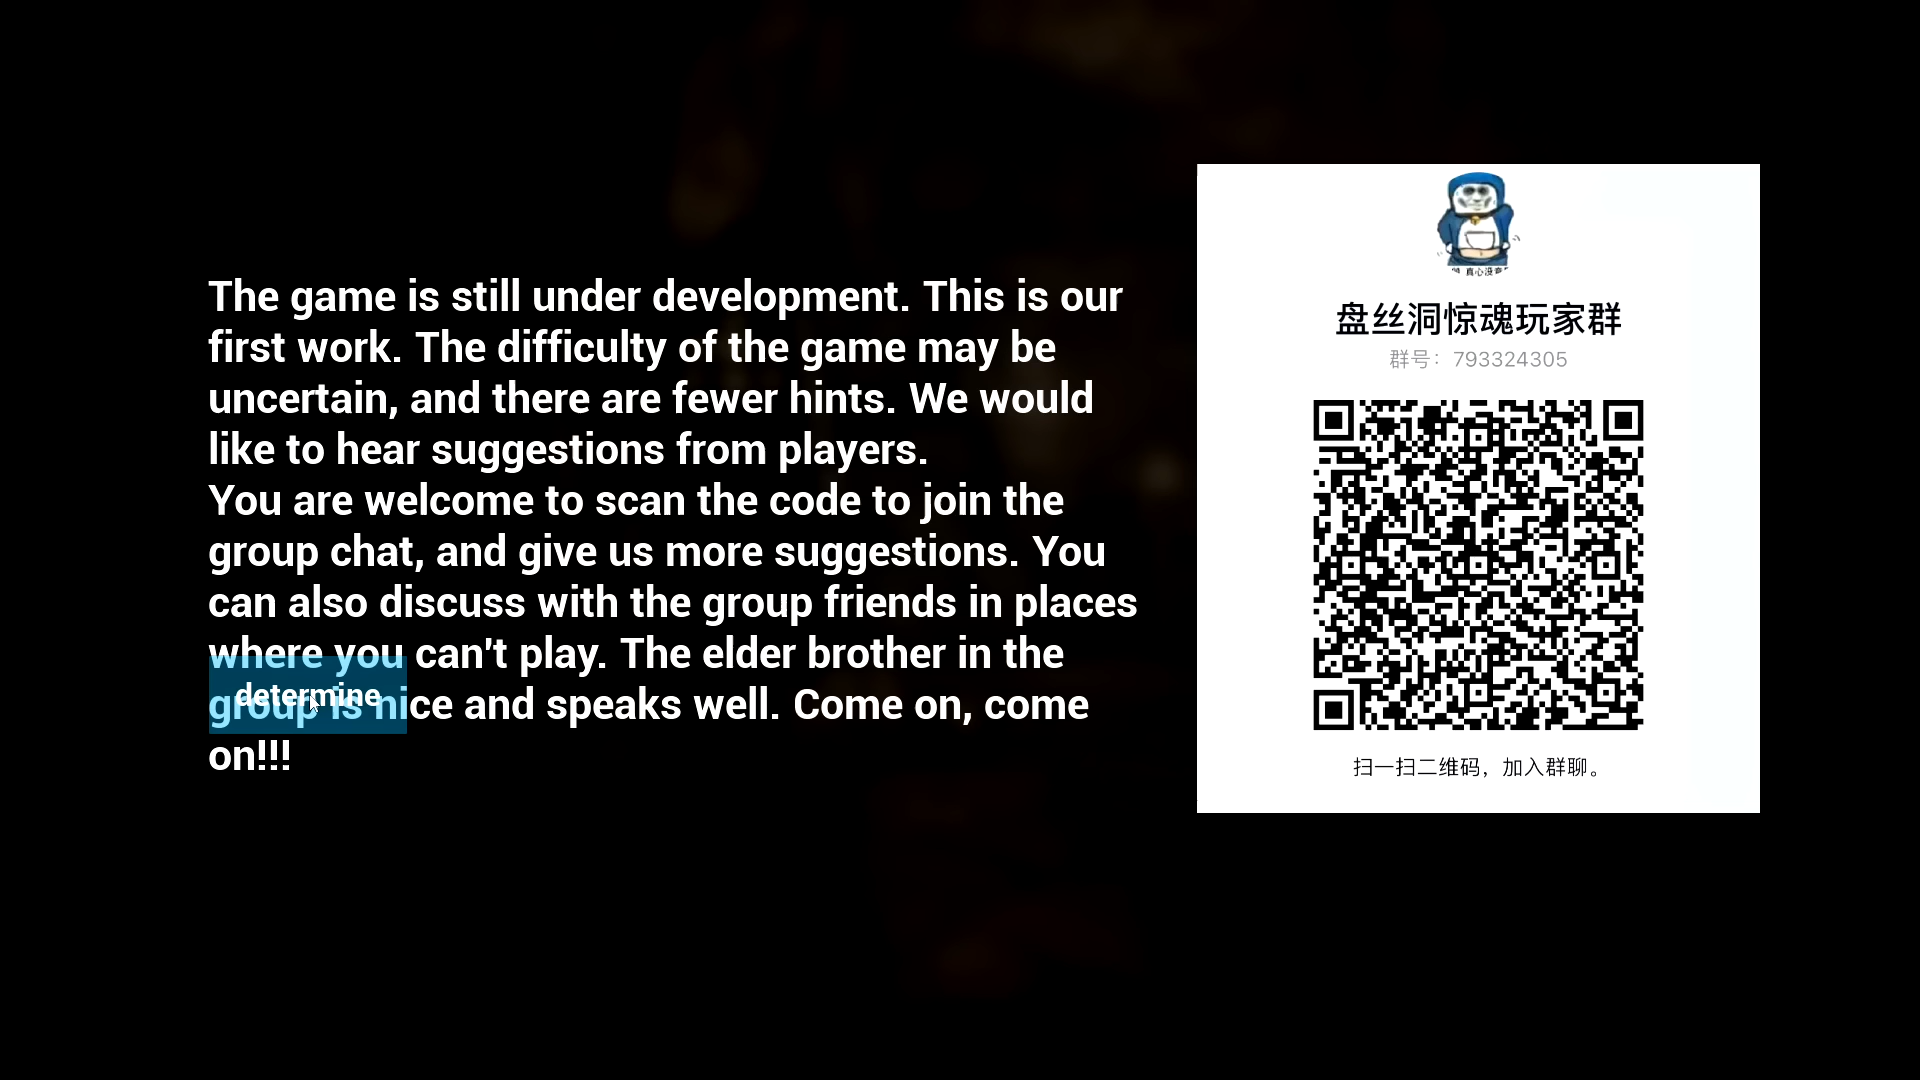 The game is still under development. This is our
first work. The difficulty of the game may be
uncertain, and there are fewer hints. We would
like to hear suggestions from players.
You are welcome to scan the code to join the
group chat, and give us more suggestions. You
can also discuss with the group friends in places
where you can't play. The elder brother in the
group is nice and speaks well. Come on, come
on!!!
determine
真心没
盘丝洞惊魂玩家群
群号: 793324305
扫一扫二维码，加入群聊。